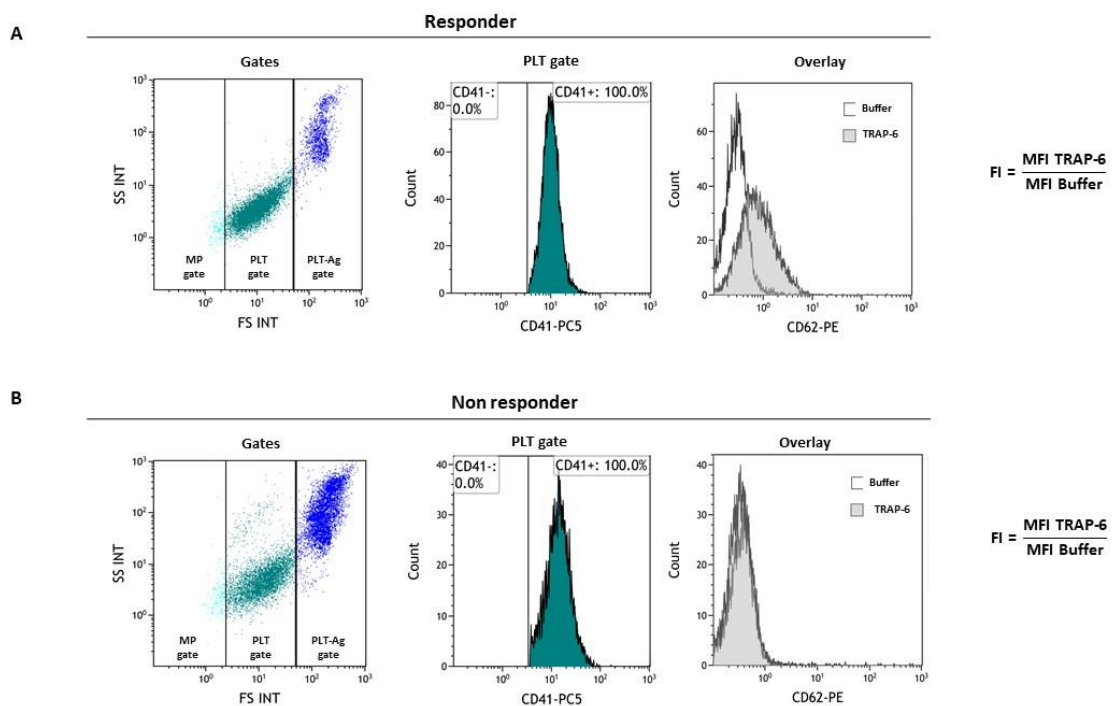 A
Responder
Gates
PLT gate
Overlay
10³
10²
10¹
10⁰
SS INT
MP gate
PLT gate
PLT-Ag gate
10⁰
10¹
10²
10³
FS INT
CD41-: 0.0%
CD41+: 100.0%
80
60
40
20
0
Count
10⁰
10¹
10²
10³
CD41-PC5
Buffer
TRAP-6
60
40
20
0
Count
10⁰
10¹
10²
10³
CD62-PE
FI = MFI TRAP-6
MFI Buffer
B
Non responder
Gates
PLT gate
Overlay
10³
10²
10¹
10⁰
SS INT
MP gate
PLT gate
PLT-Ag gate
10⁰
10¹
10²
10³
FS INT
CD41-: 0.0%
CD41+: 100.0%
40
30
20
10
0
Count
10⁰
10¹
10²
10³
CD41-PC5
Buffer
TRAP-6
40
30
20
10
0
Count
10⁰
10¹
10²
10³
CD62-PE
FI = MFI TRAP-6
MFI Buffer